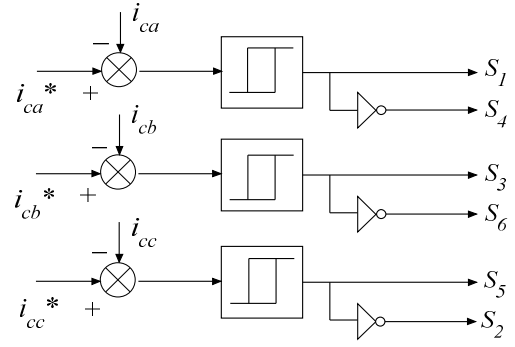 i_ca
−
i_ca*
+
S_1
S_4
i_cb
−
i_cb*
+
S_3
S_6
i_cc
−
i_cc*
+
S_5
S_2